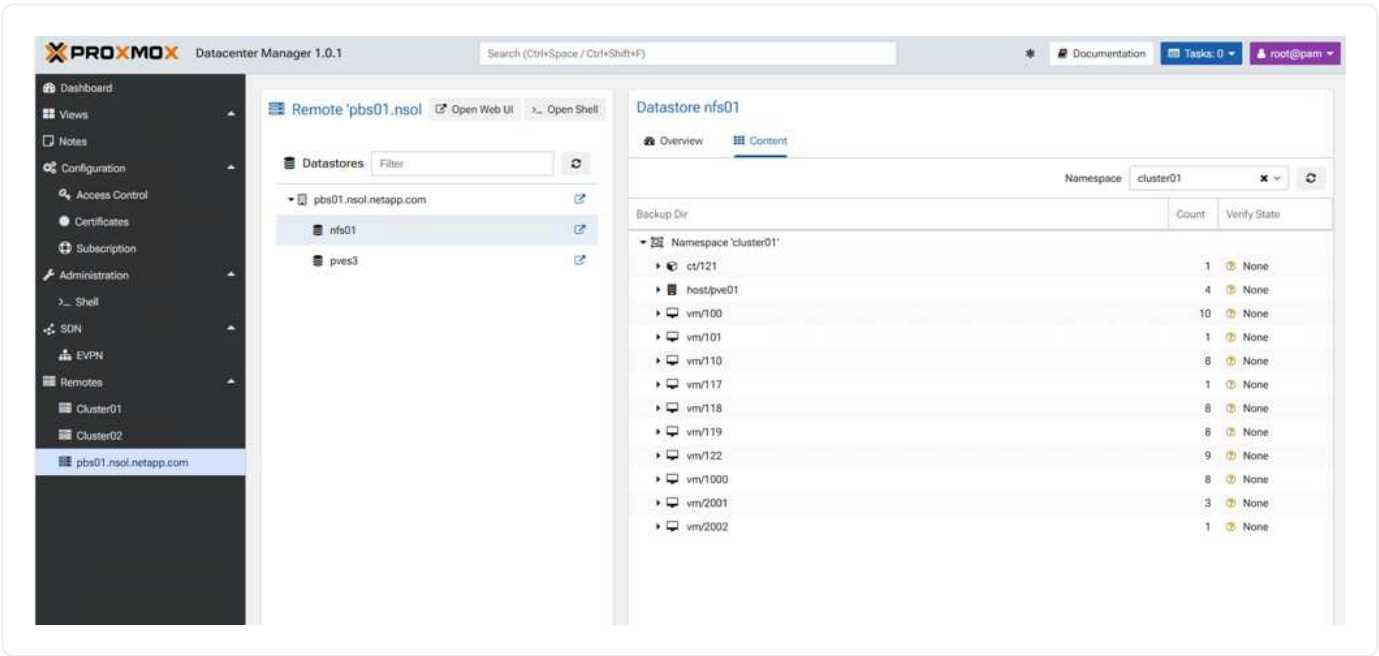 PROXMOX Datacenter Manager 1.0.1 Search (Ctrl+Space / Ctrl+Shift+F) Documentation Tasks: 0 root@pam
Dashboard
Views
Notes
Configuration
Access Control
Certificates
Subscription
Administration
>_ Shell
SDN
EVPN
Remotes
Cluster01
Cluster02
pbs01.nsol.netapp.com
Remote 'pbs01.nsol Open Web UI >_ Open Shell
Datastores Filter
pbs01.nsol.netapp.com
nfs01
pves3
Datastore nfs01
Overview Content
Namespace cluster01
Backup Dir Count Verify State
Namespace 'cluster01'
ct/121 1 None
host/pve01 4 None
vm/100 10 None
vm/101 1 None
vm/110 8 None
vm/117 1 None
vm/118 8 None
vm/119 8 None
vm/122 9 None
vm/1000 8 None
vm/2001 3 None
vm/2002 1 None